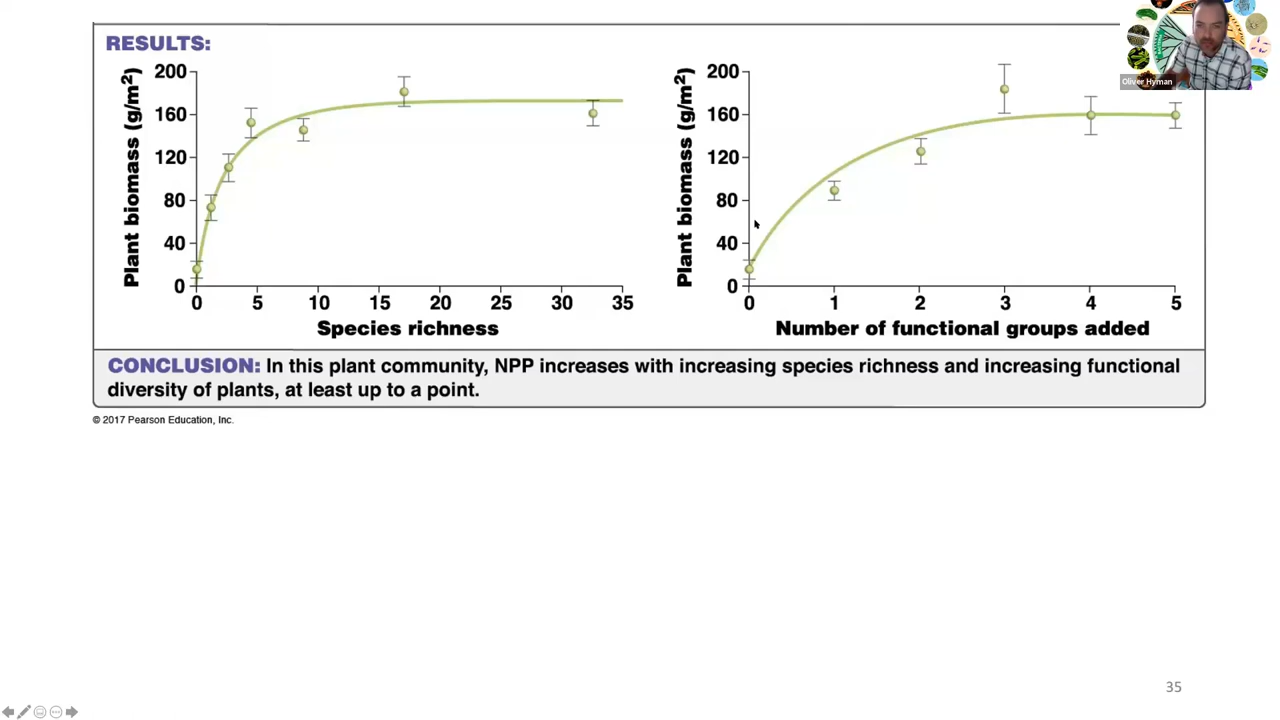 RESULTS:
Oliver Hyman
Plant biomass (g/m²)
200
160
120
80
40
0
0 5 10 15 20 25 30 35
Species richness
Plant biomass (g/m²)
200
160
120
80
40
0
0 1 2 3 4 5
Number of functional groups added
CONCLUSION: In this plant community, NPP increases with increasing species richness and increasing functional
diversity of plants, at least up to a point.
© 2017 Pearson Education, Inc.
35